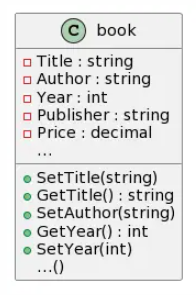 C book
Title : string
Author : string
Year : int
Publisher : string
Price : decimal
...
SetTitle(string)
GetTitle() : string
SetAuthor(string)
GetYear() : int
SetYear(int)
...()